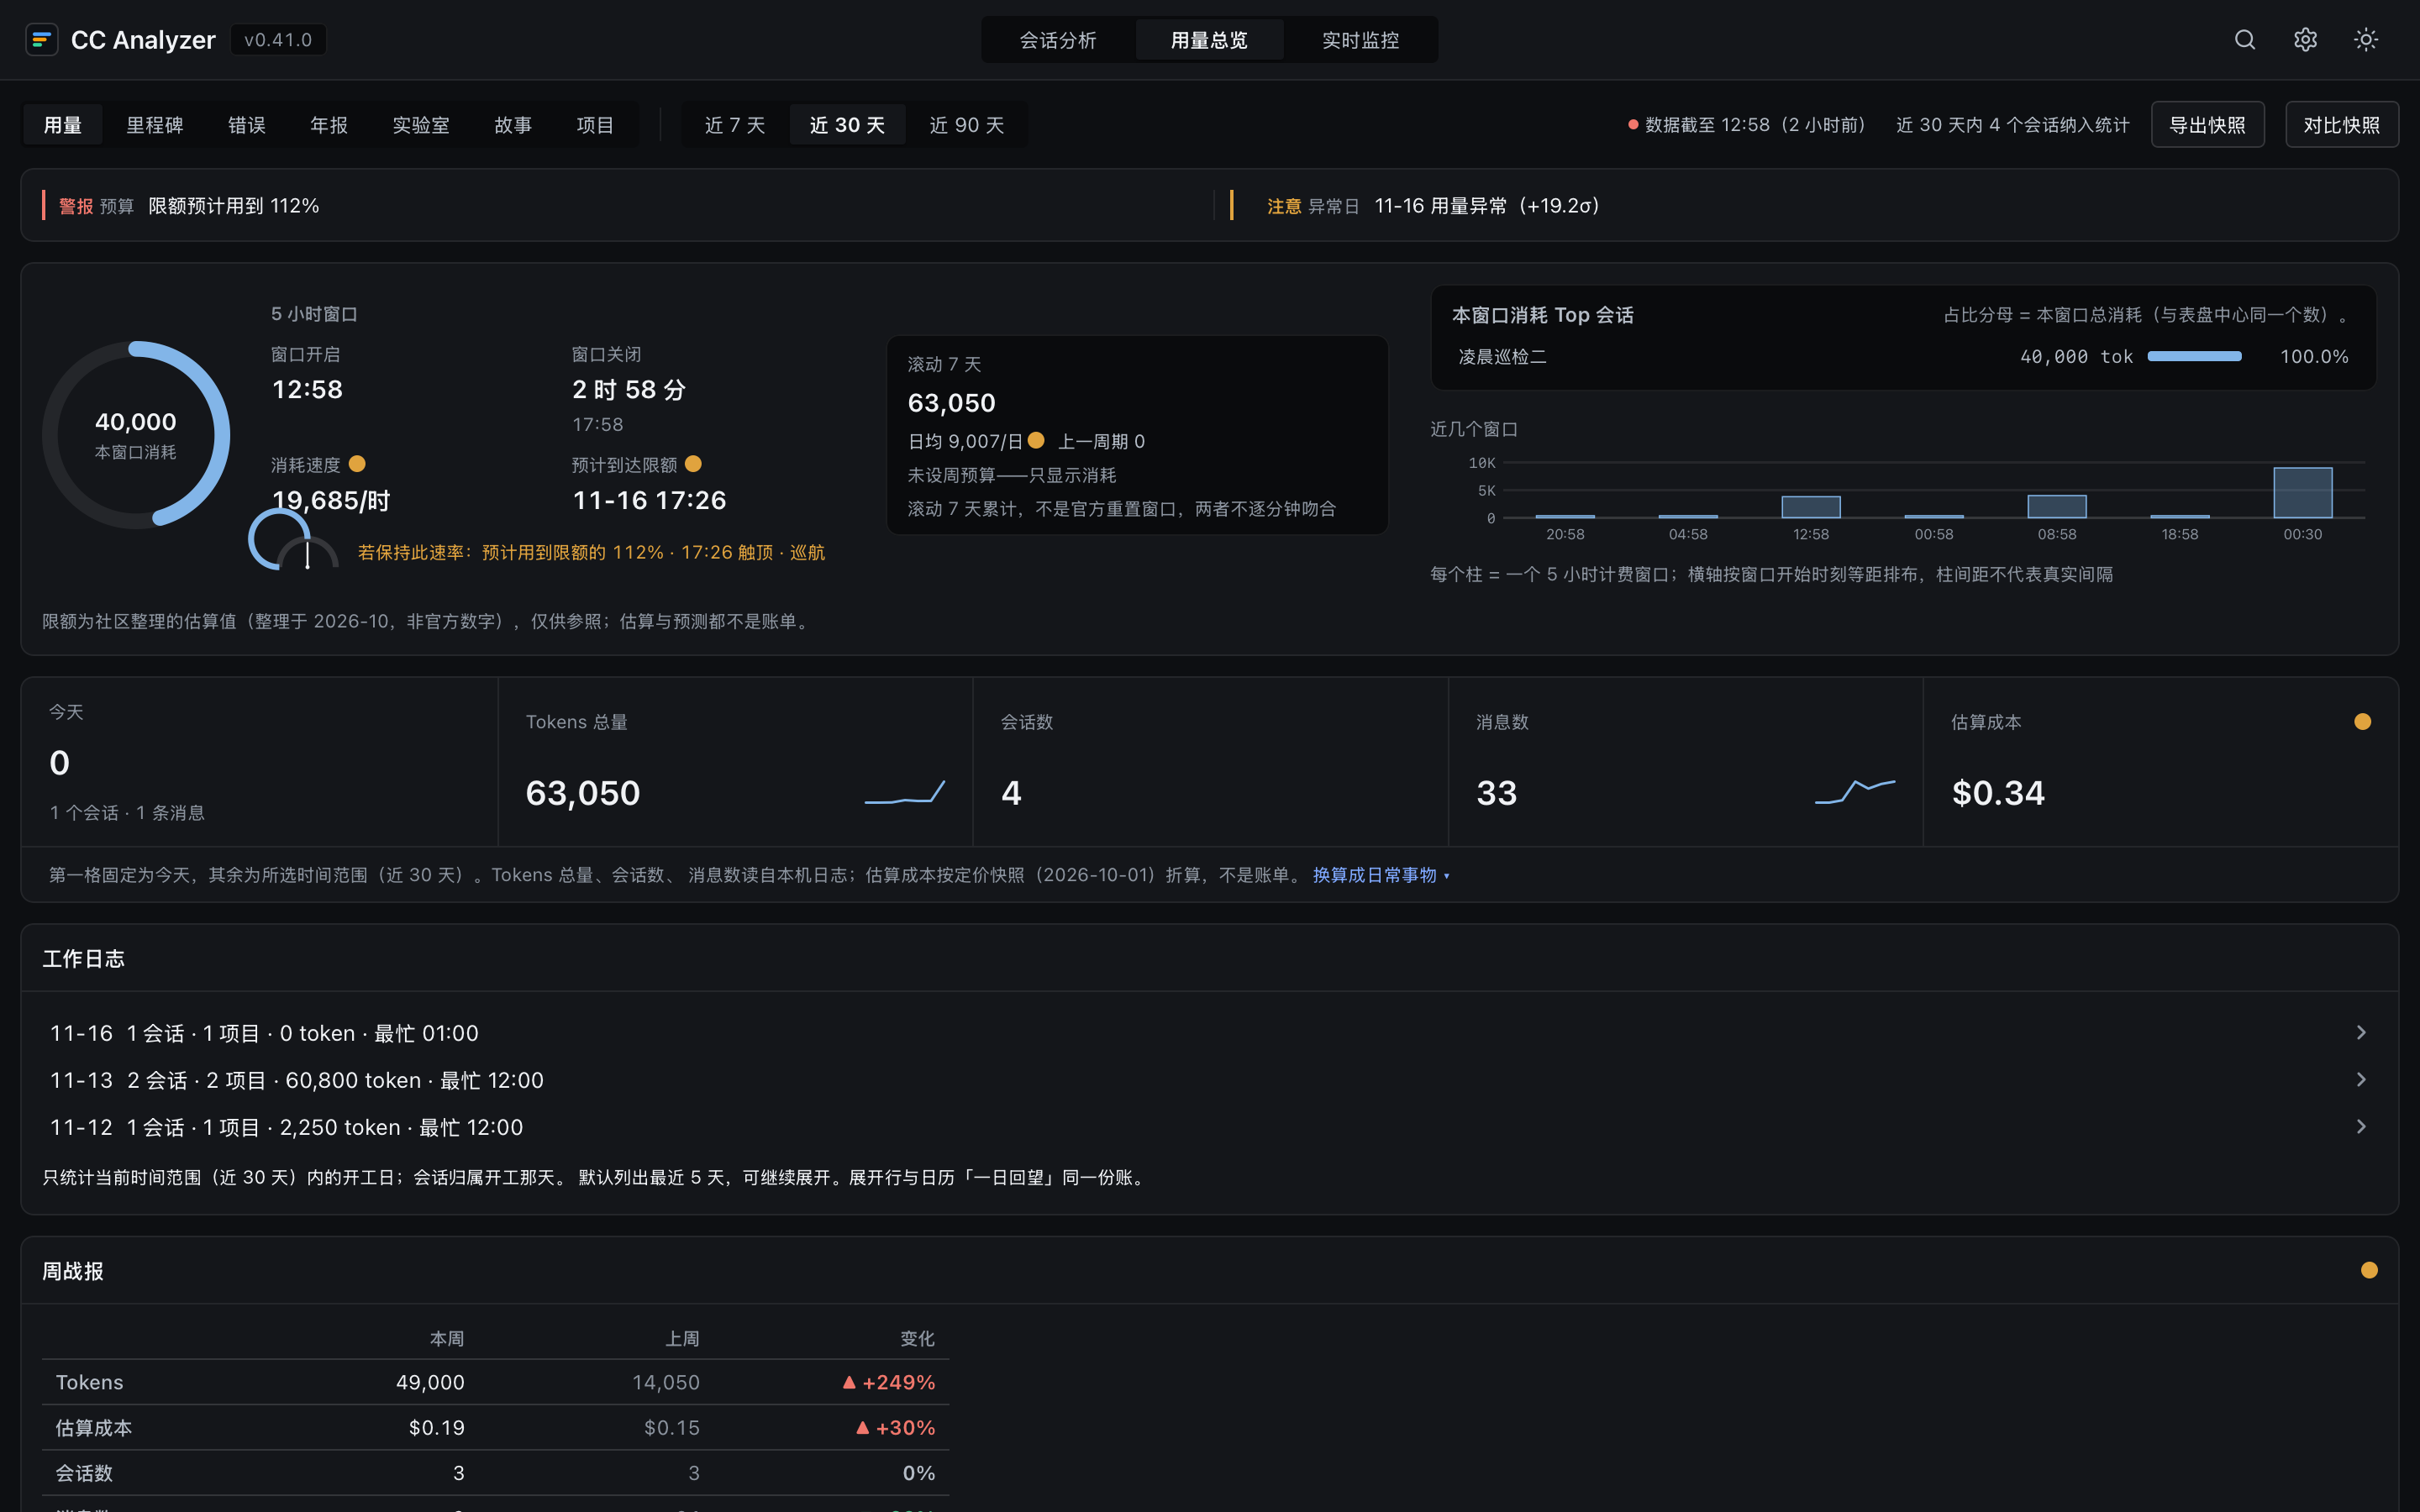 CC Analyzer v0.41.0
会话分析 用量总览 实时监控
用量 里程碑 错误 年报 实验室 故事 项目
近 7 天 近 30 天 近 90 天
数据截至 12:58（2 小时前） 近 30 天内 4 个会话纳入统计 导出快照 对比快照
警报 预算 限额预计用到 112%
注意 异常日 11-16 用量异常（+19.2σ）
40,000
本窗口消耗
5 小时窗口
窗口开启
12:58
窗口关闭
2 时 58 分
17:58
消耗速度
19,685/时
预计到达限额
11-16 17:26
若保持此速率：预计用到限额的 112% · 17:26 触顶 · 巡航
滚动 7 天
63,050
日均 9,007/日 上一周期 0
未设周预算——只显示消耗
滚动 7 天累计，不是官方重置窗口，两者不逐分钟吻合
本窗口消耗 Top 会话 占比分母 = 本窗口总消耗（与表盘中心同一个数）。
凌晨巡检二 40,000 tok 100.0%
近几个窗口
10K
5K
0
20:58 04:58 12:58 00:58 08:58 18:58 00:30
每个柱 = 一个 5 小时计费窗口；横轴按窗口开始时刻等距排布，柱间距不代表真实间隔
限额为社区整理的估算值（整理于 2026-10，非官方数字），仅供参照；估算与预测都不是账单。
今天
0
1 个会话 · 1 条消息
Tokens 总量
63,050
会话数
4
消息数
33
估算成本
$0.34
第一格固定为今天，其余为所选时间范围（近 30 天）。Tokens 总量、会话数、 消息数读自本机日志；估算成本按定价快照（2026-10-01）折算，不是账单。 换算成日常事物 ▾
工作日志
11-16 1 会话 · 1 项目 · 0 token · 最忙 01:00
11-13 2 会话 · 2 项目 · 60,800 token · 最忙 12:00
11-12 1 会话 · 1 项目 · 2,250 token · 最忙 12:00
只统计当前时间范围（近 30 天）内的开工日；会话归属开工那天。 默认列出最近 5 天，可继续展开。展开行与日历「一日回望」同一份账。
周战报
本周 上周 变化
Tokens 49,000 14,050 ▲ +249%
估算成本 $0.19 $0.15 ▲ +30%
会话数 3 3 0%